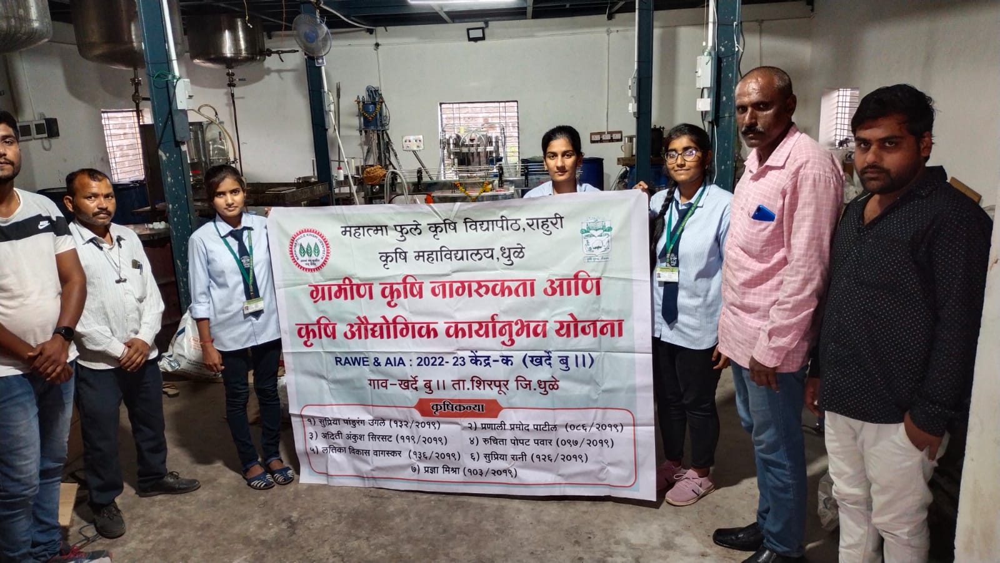 महात्मा फुले कृषि विद्यापीठ,राहुरी
कृषि महाविद्यालय,धुळे
ग्रामीण कृषि जागरुकता आणि
कृषि औद्योगिक कार्यानुभव योजना
RAWE & AIA : 2022- 23 केंद्र-क (खर्दे बु।।)
गाव-खर्दे बु।। ता.शिरपूर जि.धुळे
कृषिकन्या
१) सुप्रिया पांडुरंग उगले (१३२/२०१९) २) प्रणाली प्रमोद पाटील (०८६/२०१९)
३) अदिती अंकुश सिरसट (११९/२०१९) ४) रुचिता पोपट पवार (०९७/२०१९)
५) लतिका विकास वागस्कर (१३६/२०१९) ६) सुप्रिया रानी (१२६/२०१९)
७) प्रज्ञा मिश्रा (१०३/२०१९)